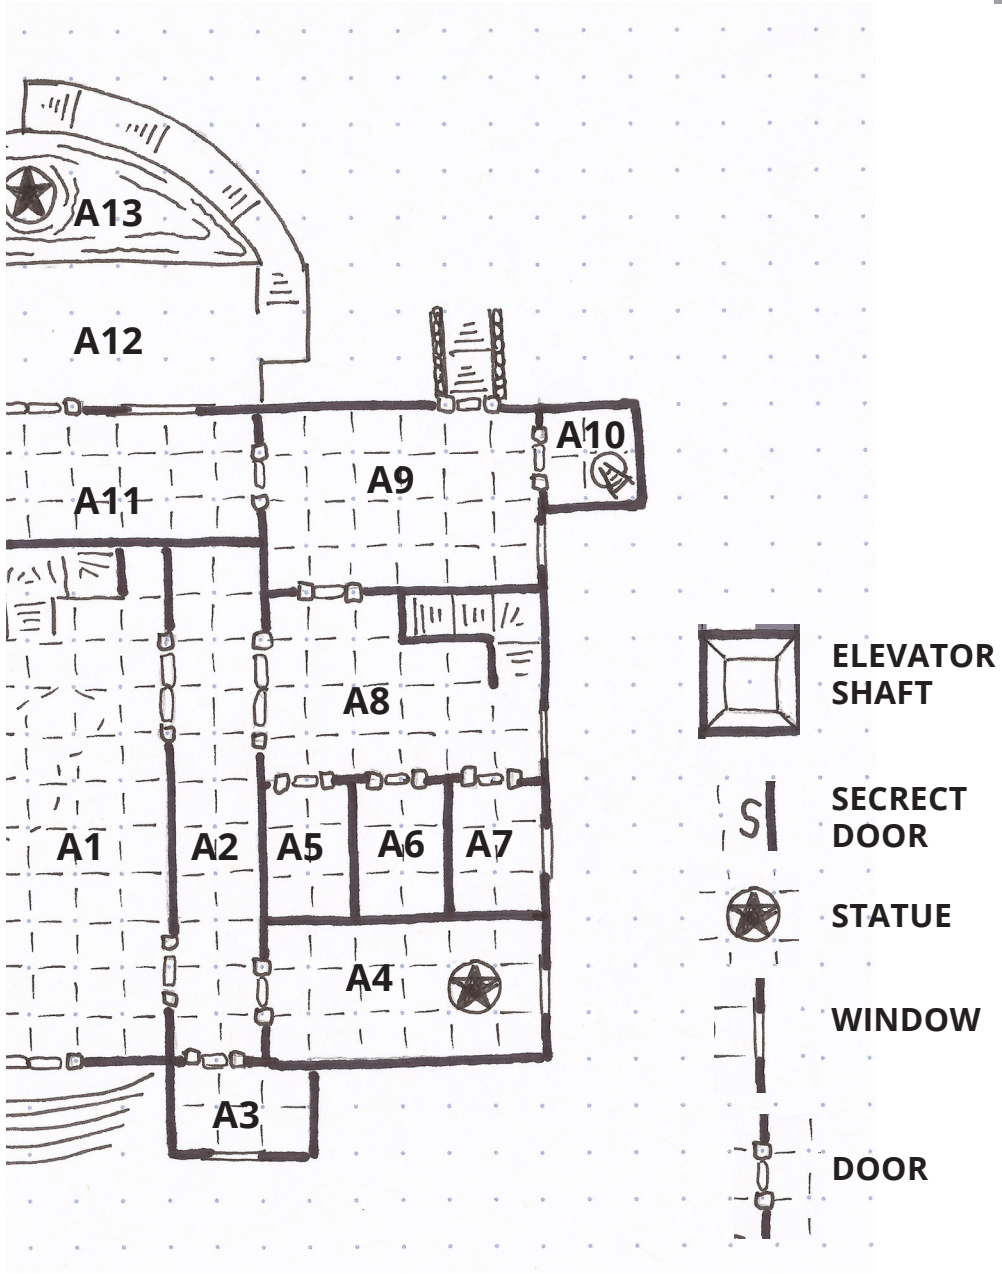 A13
A12
A10
A9
A11
ELEVATOR
SHAFT
A8
SECRECT
DOOR
S
A1
A2
A5
A6
A7
STATUE
A4
WINDOW
A3
DOOR